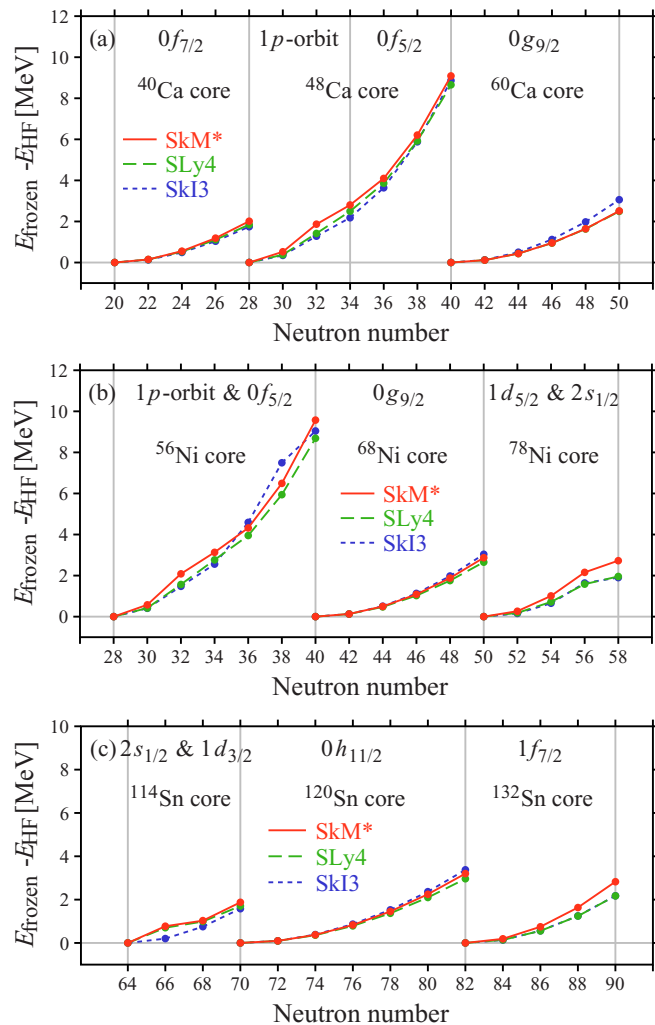 (a) 0f7/2 1p-orbit 0f5/2 0g9/2
40Ca core 48Ca core 60Ca core
SkM*
SLy4
SkI3
Efrozen -EHF [MeV]
12
10
8
6
4
2
0
20 22 24 26 28 30 32 34 36 38 40 42 44 46 48 50
Neutron number
(b) 1p-orbit & 0f5/2 0g9/2 1d5/2 & 2s1/2
56Ni core 68Ni core 78Ni core
SkM*
SLy4
SkI3
Efrozen -EHF [MeV]
12
10
8
6
4
2
0
28 30 32 34 36 38 40 42 44 46 48 50 52 54 56 58
Neutron number
(c) 2s1/2 & 1d3/2 0h11/2 1f7/2
114Sn core 120Sn core 132Sn core
SkM*
SLy4
SkI3
Efrozen -EHF [MeV]
10
8
6
4
2
0
64 66 68 70 72 74 76 78 80 82 84 86 88 90
Neutron number